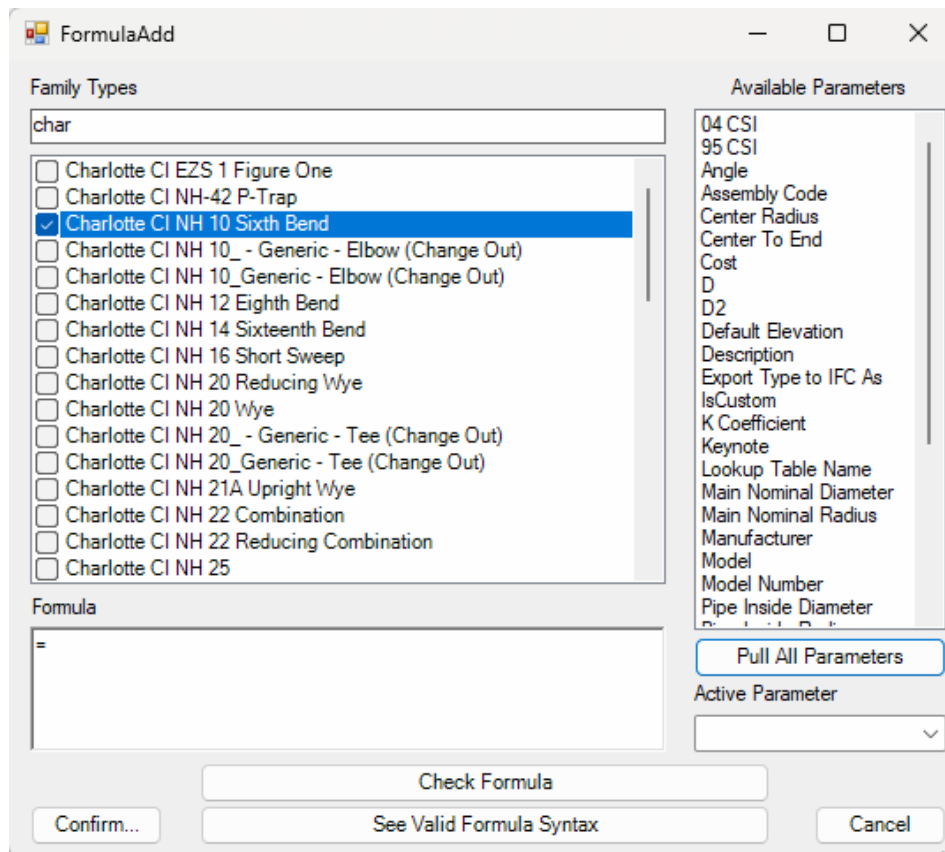 FormulaAdd
Family Types
char
Charlotte CI EZS 1 Figure One
Charlotte CI NH-42 P-Trap
Charlotte CI NH 10 Sixth Bend
Charlotte CI NH 10_ - Generic - Elbow (Change Out)
Charlotte CI NH 10_Generic - Elbow (Change Out)
Charlotte CI NH 12 Eighth Bend
Charlotte CI NH 14 Sixteenth Bend
Charlotte CI NH 16 Short Sweep
Charlotte CI NH 20 Reducing Wye
Charlotte CI NH 20 Wye
Charlotte CI NH 20_ - Generic - Tee (Change Out)
Charlotte CI NH 20_Generic - Tee (Change Out)
Charlotte CI NH 21A Upright Wye
Charlotte CI NH 22 Combination
Charlotte CI NH 22 Reducing Combination
Charlotte CI NH 25
Formula
=
Available Parameters
04 CSI
95 CSI
Angle
Assembly Code
Center Radius
Center To End
Cost
D
D2
Default Elevation
Description
Export Type to IFC As
IsCustom
K Coefficient
Keynote
Lookup Table Name
Main Nominal Diameter
Main Nominal Radius
Manufacturer
Model
Model Number
Pipe Inside Diameter
Pull All Parameters
Active Parameter
Check Formula
Confirm...
See Valid Formula Syntax
Cancel